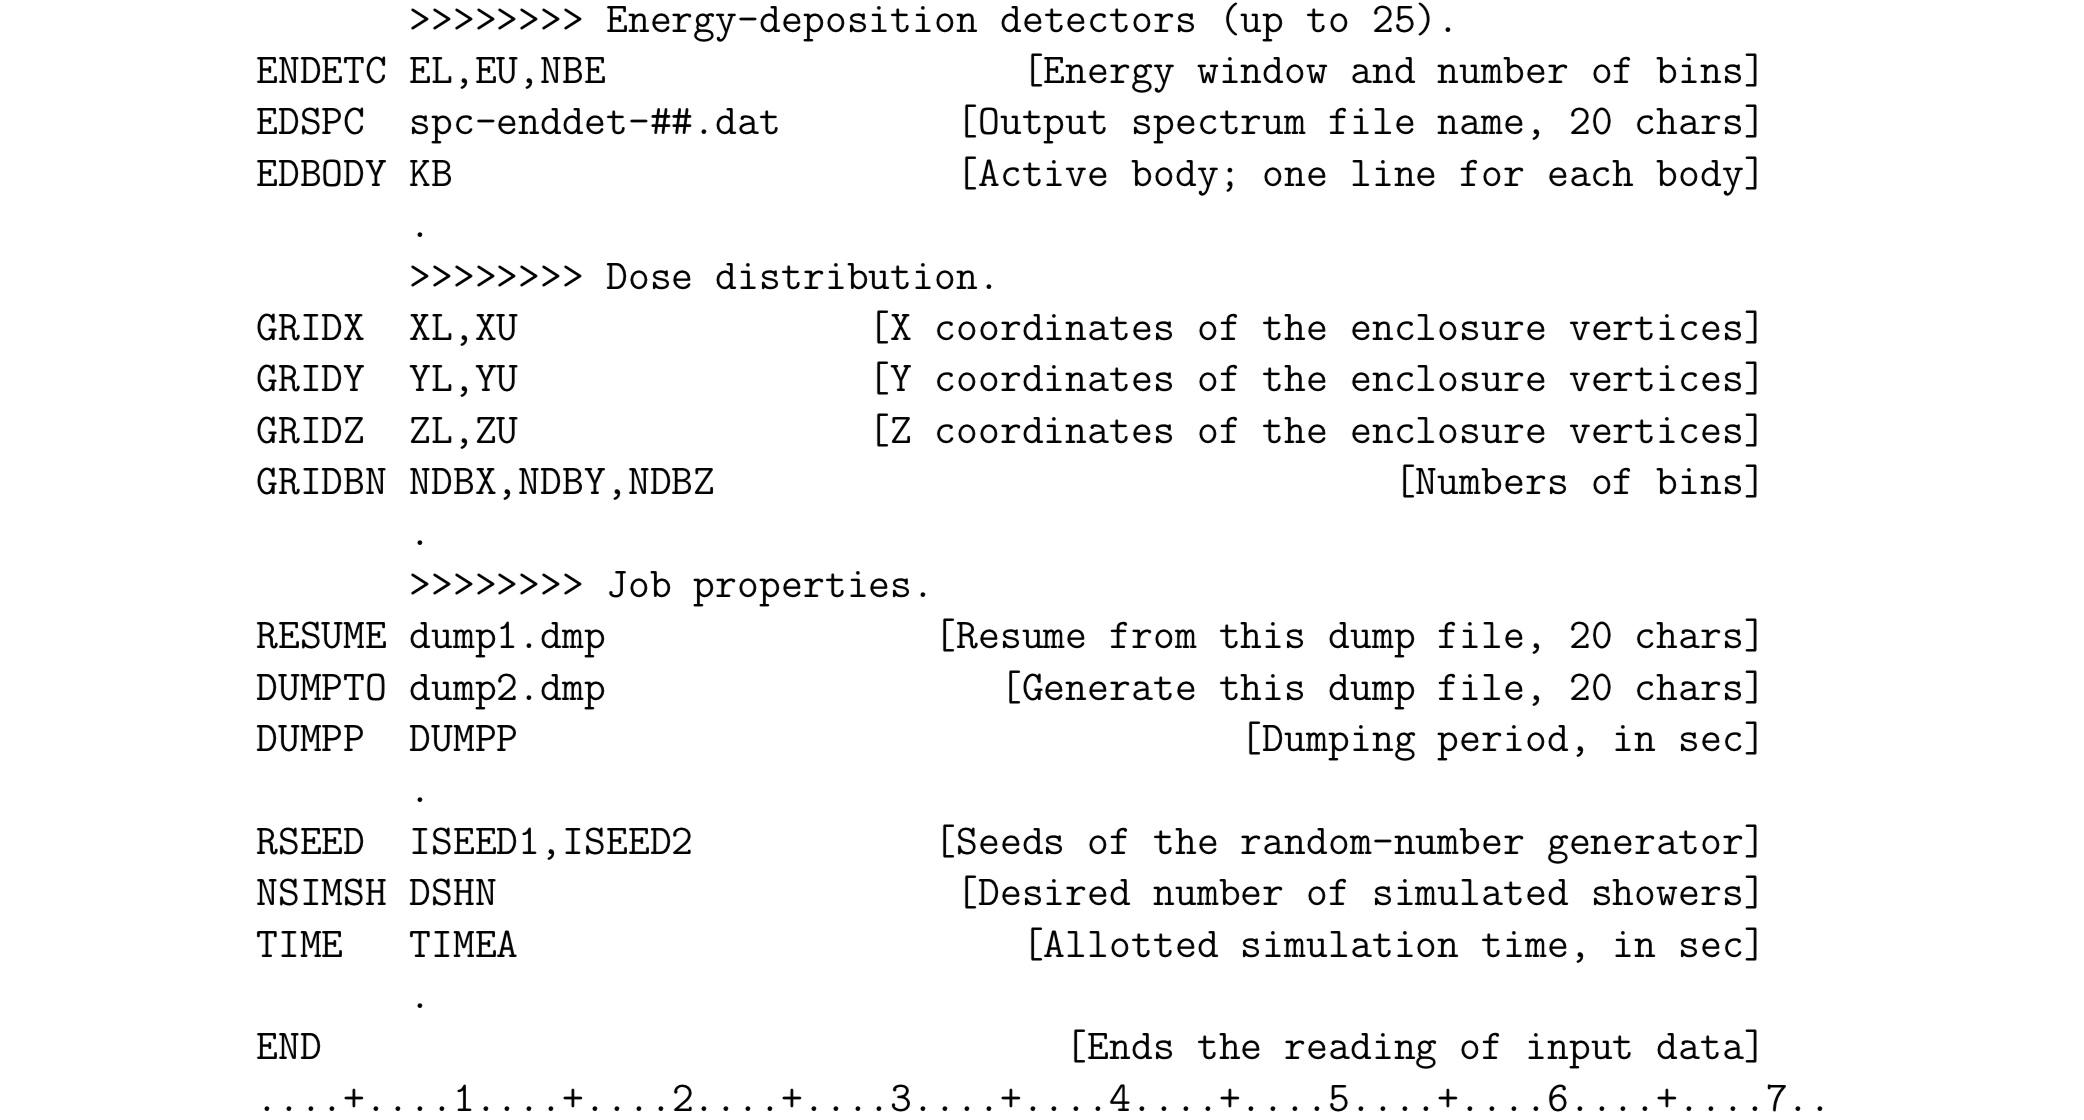 >>>>>>>> Energy-deposition detectors (up to 25).
ENDETC EL,EU,NBE [Energy window and number of bins]
EDSPC spc-enddet-##.dat [Output spectrum file name, 20 chars]
EDBODY KB [Active body; one line for each body]
.
>>>>>>>> Dose distribution.
GRIDX XL,XU [X coordinates of the enclosure vertices]
GRIDY YL,YU [Y coordinates of the enclosure vertices]
GRIDZ ZL,ZU [Z coordinates of the enclosure vertices]
GRIDBN NDBX,NDBY,NDBZ [Numbers of bins]
.
>>>>>>>> Job properties.
RESUME dump1.dmp [Resume from this dump file, 20 chars]
DUMPTO dump2.dmp [Generate this dump file, 20 chars]
DUMPP DUMPP [Dumping period, in sec]
.
RSEED ISEED1,ISEED2 [Seeds of the random-number generator]
NSIMSH DSHN [Desired number of simulated showers]
TIME TIMEA [Allotted simulation time, in sec]
.
END [Ends the reading of input data]
....+....1....+....2....+....3....+....4....+....5....+....6....+....7..